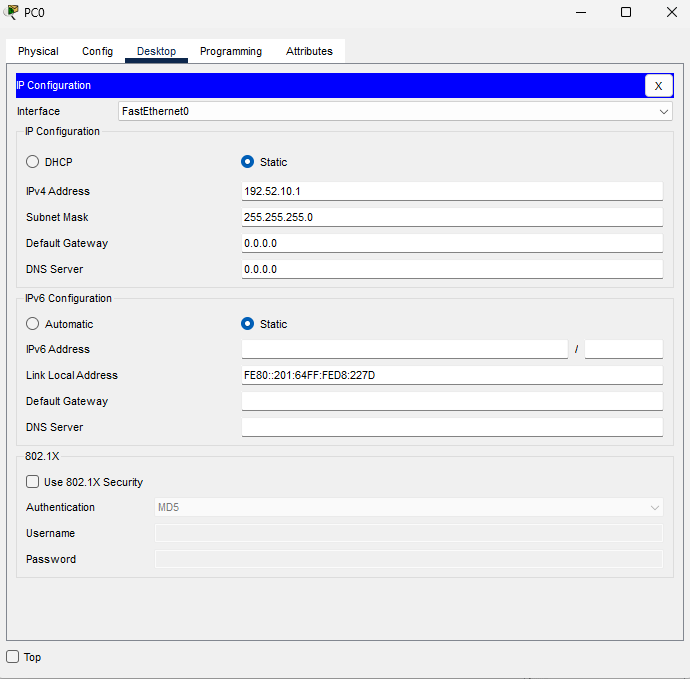 PC0
Physical Config Desktop Programming Attributes
IP Configuration X
Interface FastEthernet0
IP Configuration
DHCP Static
IPv4 Address 192.52.10.1
Subnet Mask 255.255.255.0
Default Gateway 0.0.0.0
DNS Server 0.0.0.0
IPv6 Configuration
Automatic Static
IPv6 Address /
Link Local Address FE80::201:64FF:FED8:227D
Default Gateway
DNS Server
802.1X
Use 802.1X Security
Authentication MD5
Username
Password
Top